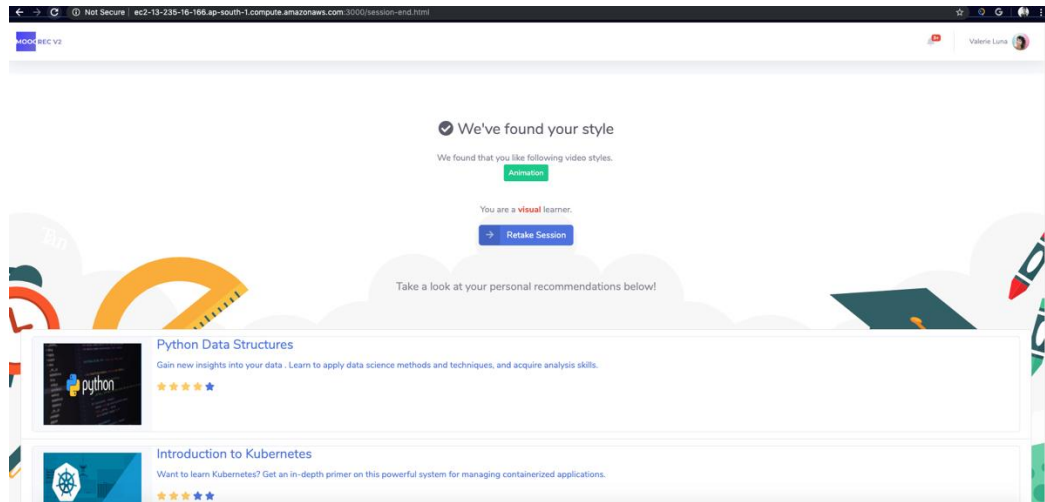 Not Secure ec2-13-235-16-166.ap-south-1.compute.amazonaws.com:3000/session-end.html
MOOC REC V2
Valerie Luna
We've found your style
We found that you like following video styles.
Animation
You are a visual learner.
Retake Session
Take a look at your personal recommendations below!
Python Data Structures
Gain new insights into your data . Learn to apply data science methods and techniques, and acquire analysis skills.
python
Introduction to Kubernetes
Want to learn Kubernetes? Get an in-depth primer on this powerful system for managing containerized applications.